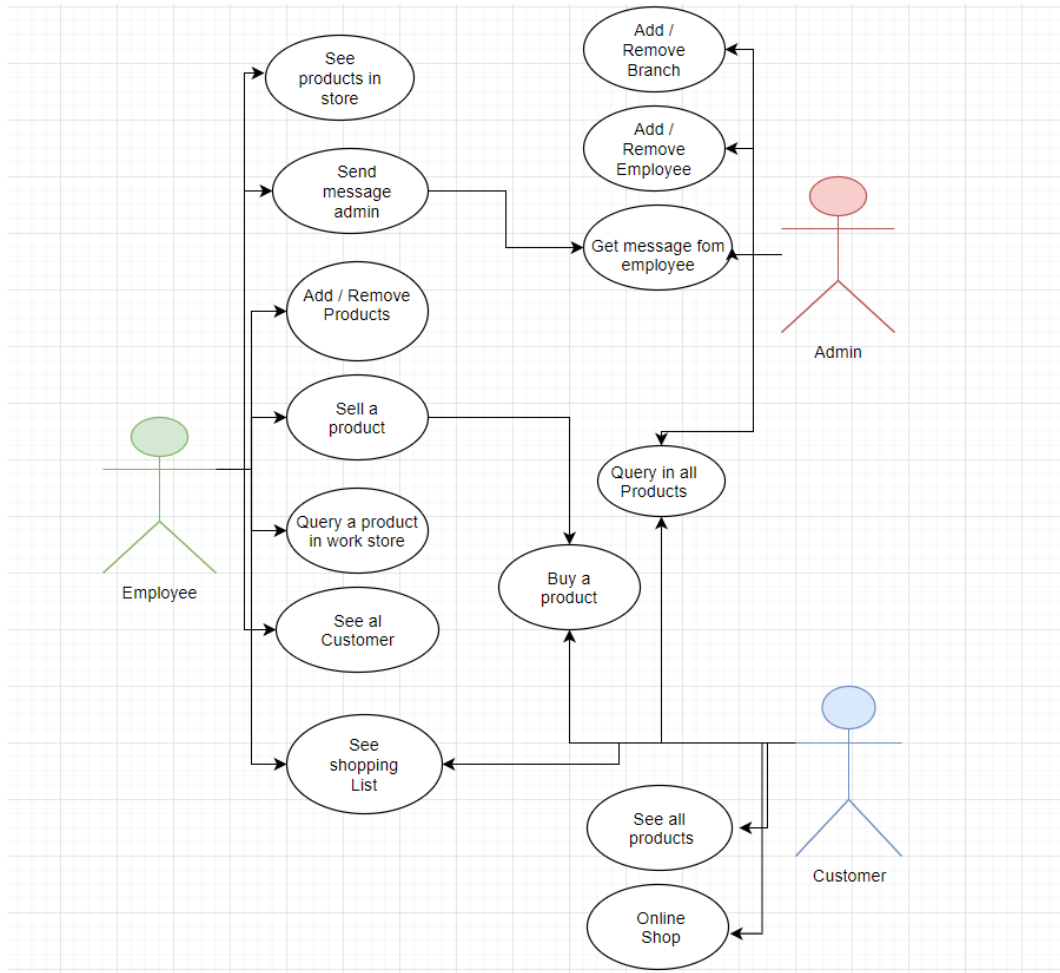 See
products in
store
Add /
Remove
Branch
Send
message
admin
Add /
Remove
Employee
Get message fom
employee
Add / Remove
Products
Admin
Sell a
product
Query in all
Products
Query a product
in work store
Employee
Buy a
product
See al
Customer
See
shopping
List
See all
products
Customer
Online
Shop